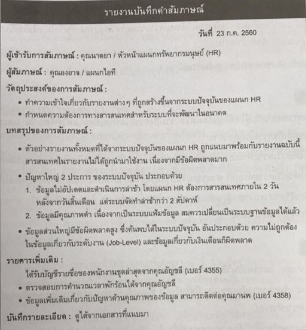 รายงานบันทึกคำสัมภาษณ์
วันที่ 23 ก.ค. 2560
ผู้เข้ารับการสัมภาษณ์ : คุณนาตยา / หัวหน้าแผนกทรัพยากรมนุษย์ (HR)
ผู้สัมภาษณ์ : คุณองอาจ / แผนกไอที
วัตถุประสงค์ของการสัมภาษณ์ :
• ทำความเข้าใจเกี่ยวกับรายงานต่างๆ ที่ถูกสร้างขึ้นจากระบบปัจจุบันของแผนก HR
• กำหนดความต้องการทางสารสนเทศสำหรับระบบที่จะพัฒนาในอนาคต
บทสรุปของการสัมภาษณ์ :
• ตัวอย่างรายงานทั้งหมดที่ได้จากระบบปัจจุบันของแผนก HR ถูกแนบมาพร้อมกับรายงานฉบับนี้
สารสนเทศในรายงานไม่ได้ถูกนำมาใช้งาน เนื่องจากมีข้อผิดพลาดมาก
• ปัญหาใหญ่ 2 ประการ ของระบบปัจจุบัน ประกอบด้วย
1. ข้อมูลไม่อัปเดตและดำเนินการล่าช้า โดยแผนก HR ต้องการสารสนเทศภายใน 2 วัน
หลังจากวันสิ้นเดือน แต่ระบบจัดทำล่าช้ากว่า 2 สัปดาห์
2. ข้อมูลมีคุณภาพต่ำ เนื่องจากเป็นระบบแฟ้มข้อมูล สมควรเปลี่ยนเป็นระบบฐานข้อมูลได้แล้ว
• ข้อมูลส่วนใหญ่มีข้อผิดพลาดสูง ซึ่งค้นพบได้ในระบบปัจจุบัน อันประกอบด้วย ความไม่ถูกต้อง
ในข้อมูลเกี่ยวกับระดับงาน (Job-Level) และข้อมูลเกี่ยวกับเงินเดือนก็ผิดพลาด
รายการเพิ่มเติม :
ได้รับบัญชีรายชื่อของพนักงานชุดล่าสุดจากคุณอัญชลี (เบอร์ 4355)
• ตรวจสอบการคำนวณเวลาพักร้อนได้จากคุณอัญชลี
• ข้อมูลเพิ่มเติมเกี่ยวกับปัญหาด้านคุณภาพของข้อมูล สามารถติดต่อคุณมานพ (เบอร์ 4358)
บันทึกรายละเอียด : ดูได้จากเอกสารที่แนบมา